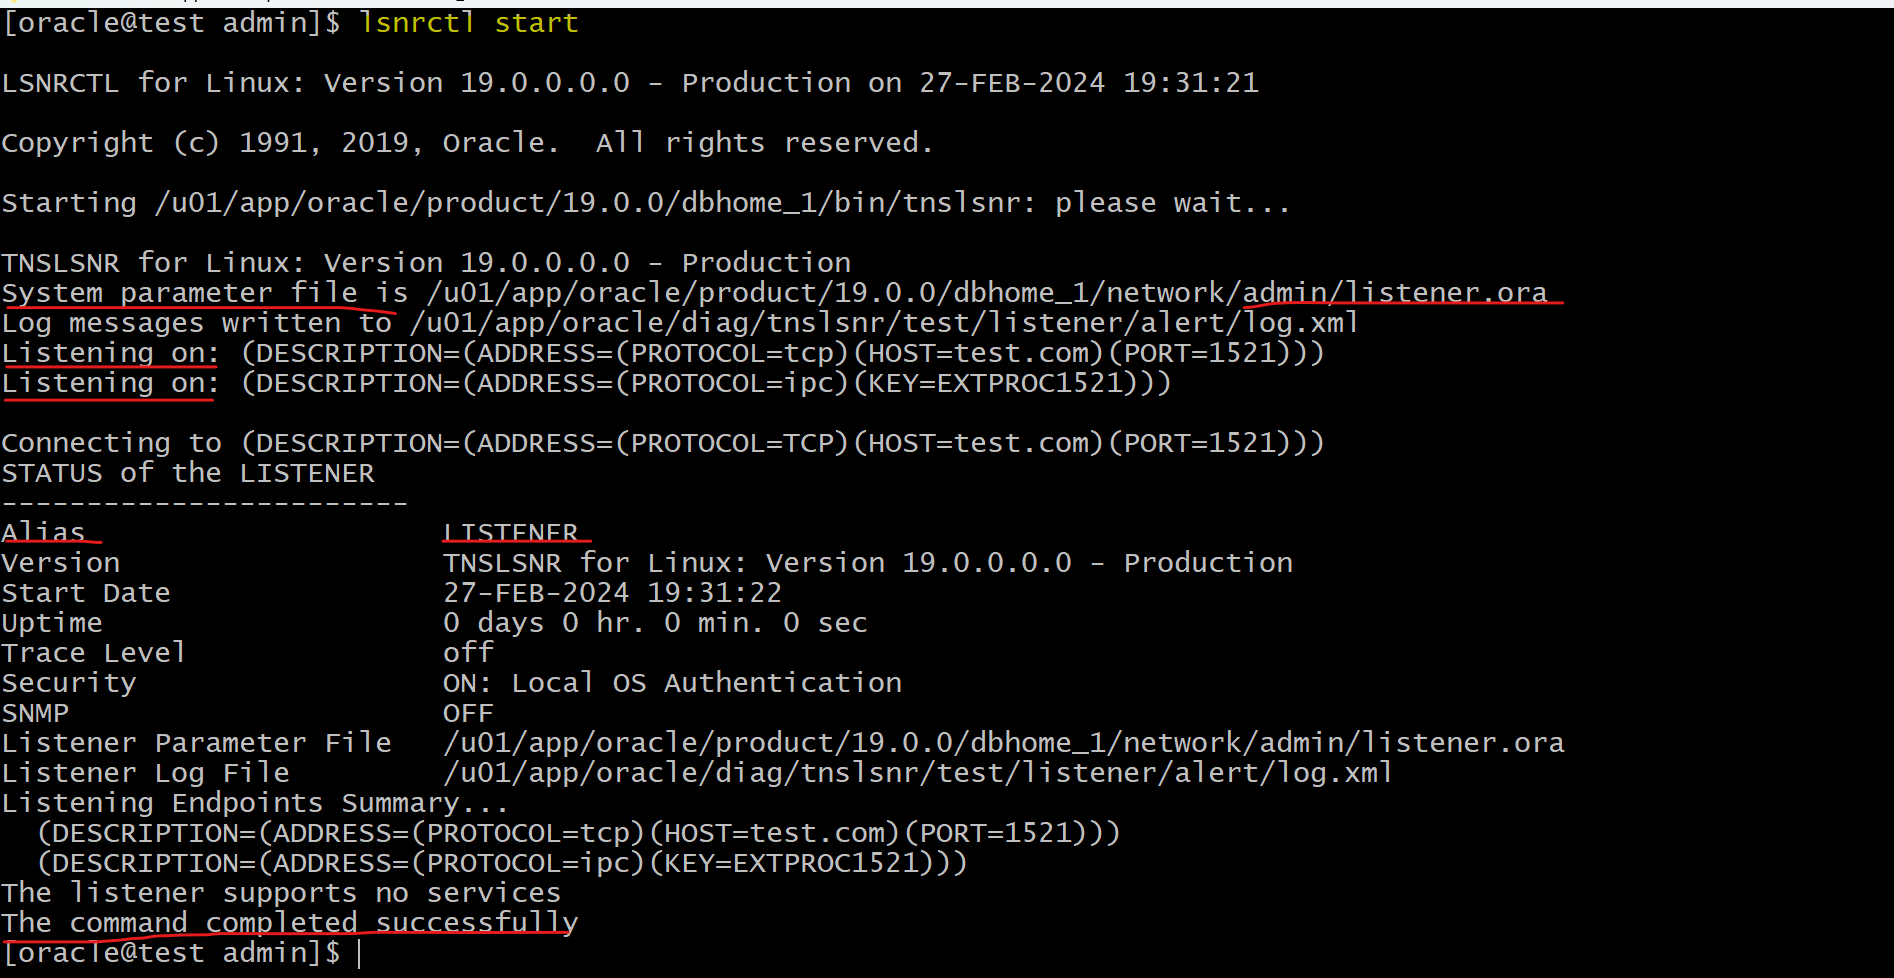 [oracle@test admin]$ lsnrctl start
LSNRCTL for Linux: Version 19.0.0.0.0 - Production on 27-FEB-2024 19:31:21
Copyright (c) 1991, 2019, Oracle.  All rights reserved.
Starting /u01/app/oracle/product/19.0.0/dbhome_1/bin/tnslsnr: please wait...
TNSLSNR for Linux: Version 19.0.0.0.0 - Production
System parameter file is /u01/app/oracle/product/19.0.0/dbhome_1/network/admin/listener.ora
Log messages written to /u01/app/oracle/diag/tnslsnr/test/listener/alert/log.xml
Listening on: (DESCRIPTION=(ADDRESS=(PROTOCOL=tcp)(HOST=test.com)(PORT=1521)))
Listening on: (DESCRIPTION=(ADDRESS=(PROTOCOL=ipc)(KEY=EXTPROC1521)))
Connecting to (DESCRIPTION=(ADDRESS=(PROTOCOL=TCP)(HOST=test.com)(PORT=1521)))
STATUS of the LISTENER
------------------------
Alias                     LISTENER
Version                   TNSLSNR for Linux: Version 19.0.0.0.0 - Production
Start Date                27-FEB-2024 19:31:22
Uptime                    0 days 0 hr. 0 min. 0 sec
Trace Level               off
Security                  ON: Local OS Authentication
SNMP                      OFF
Listener Parameter File   /u01/app/oracle/product/19.0.0/dbhome_1/network/admin/listener.ora
Listener Log File         /u01/app/oracle/diag/tnslsnr/test/listener/alert/log.xml
Listening Endpoints Summary...
  (DESCRIPTION=(ADDRESS=(PROTOCOL=tcp)(HOST=test.com)(PORT=1521)))
  (DESCRIPTION=(ADDRESS=(PROTOCOL=ipc)(KEY=EXTPROC1521)))
The listener supports no services
The command completed successfully
[oracle@test admin]$